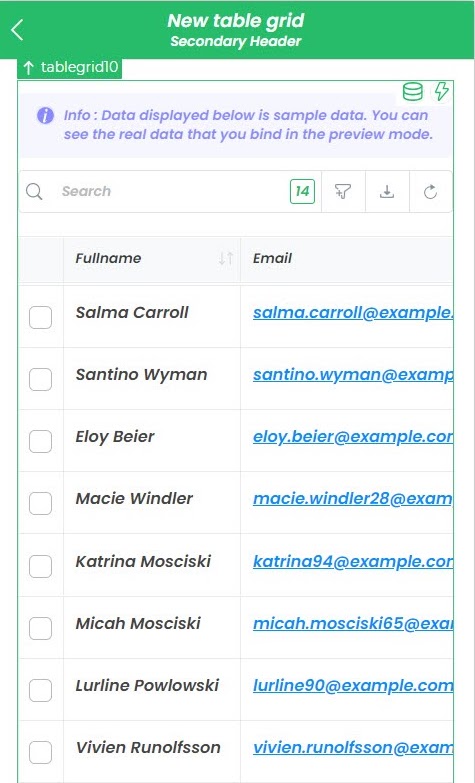 New table grid
Secondary Header
tablegrid10
Info : Data displayed below is sample data. You can
see the real data that you bind in the preview mode.
Search 14
Fullname Email
Salma Carroll salma.carroll@example.
Santino Wyman santino.wyman@examp
Eloy Beier eloy.beier@example.cor
Macie Windler macie.windler28@exam
Katrina Mosciski katrina94@example.cor
Micah Mosciski micah.mosciski65@exa
Lurline Powlowski lurline90@example.com
Vivien Runolfsson vivien.runolfsson@exam